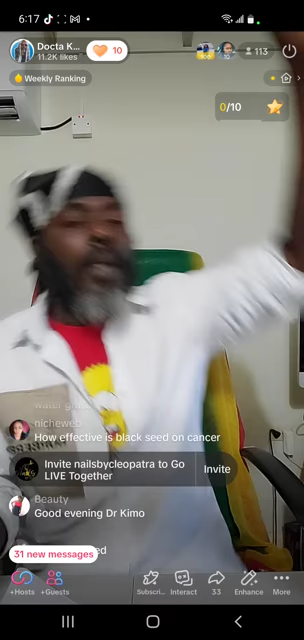 6:17
Docta K...
10
11.2K likes
113
Weekly Ranking
0/10
nicheweb
How effective is black seed on cancer
Invite nailsbycleopatra to Go
LIVE Together
Invite
Beauty
Good evening Dr Kimo
31 new messages
ed
+Hosts
+Guests
Subscri...
Interact
33
Enhance
More